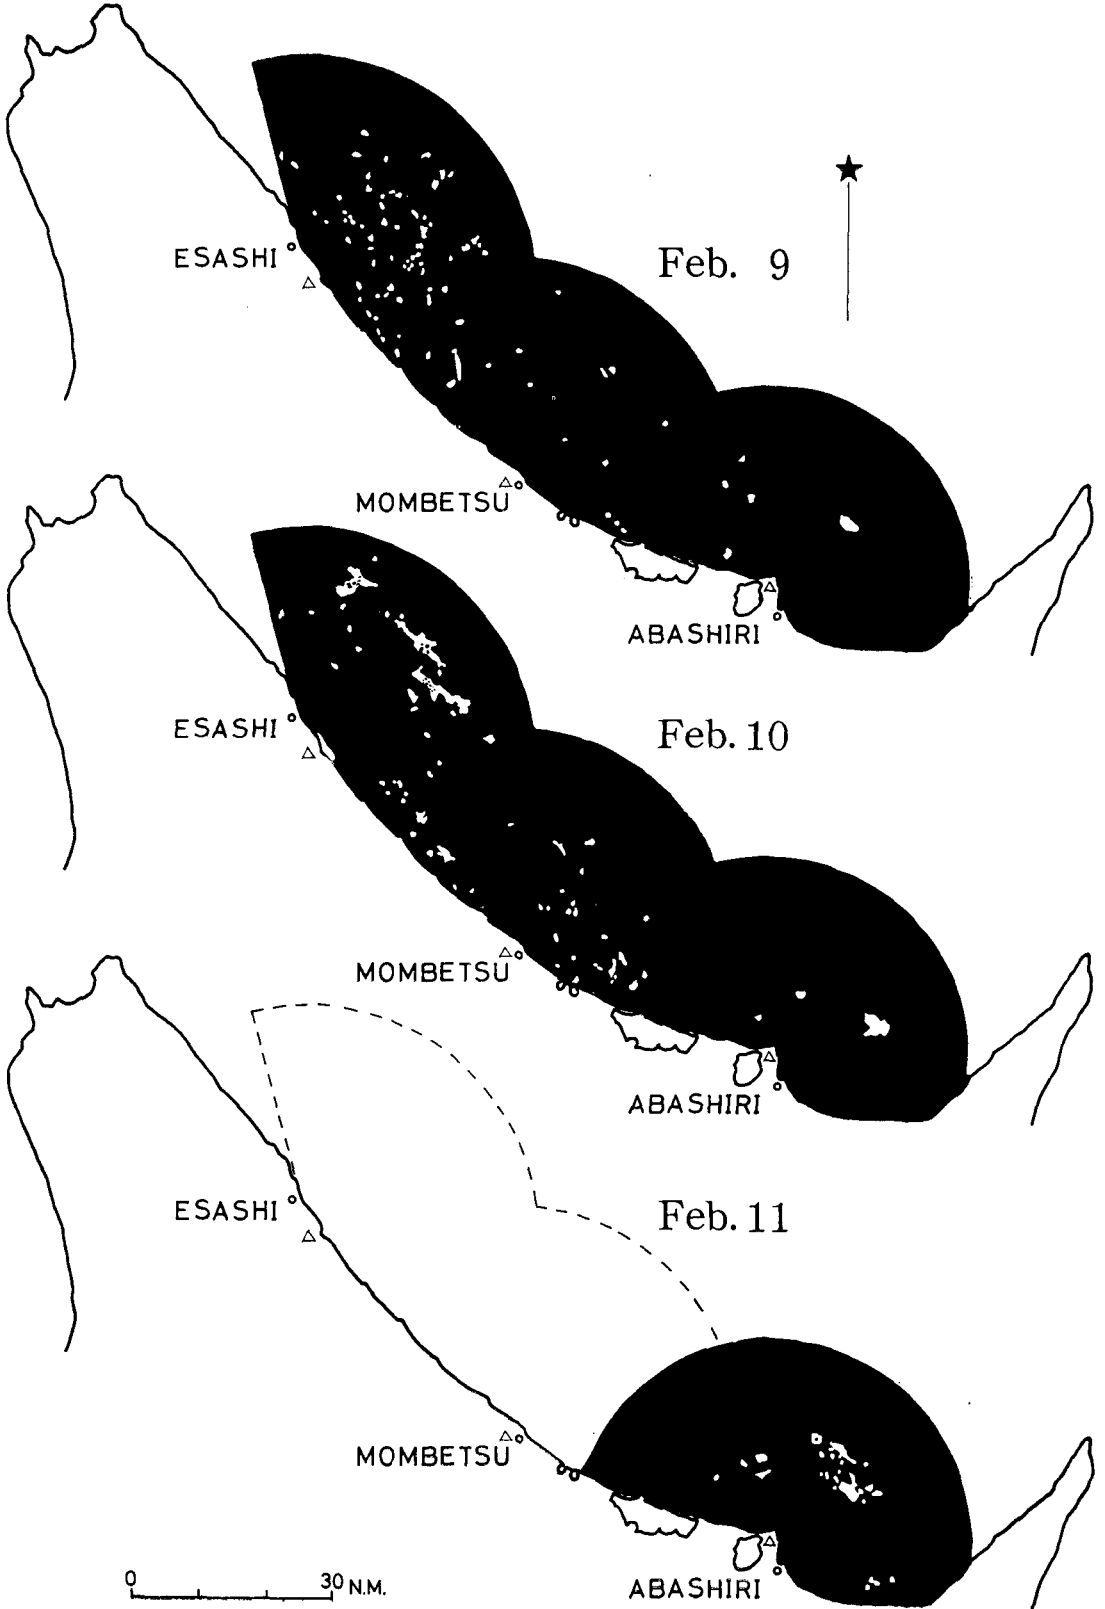 ESASHI
Feb. 9
MOMBETSU
ABASHIRI
ESASHI
Feb. 10
MOMBETSU
ABASHIRI
ESASHI
Feb. 11
MOMBETSU
ABASHIRI
0 30 N.M.